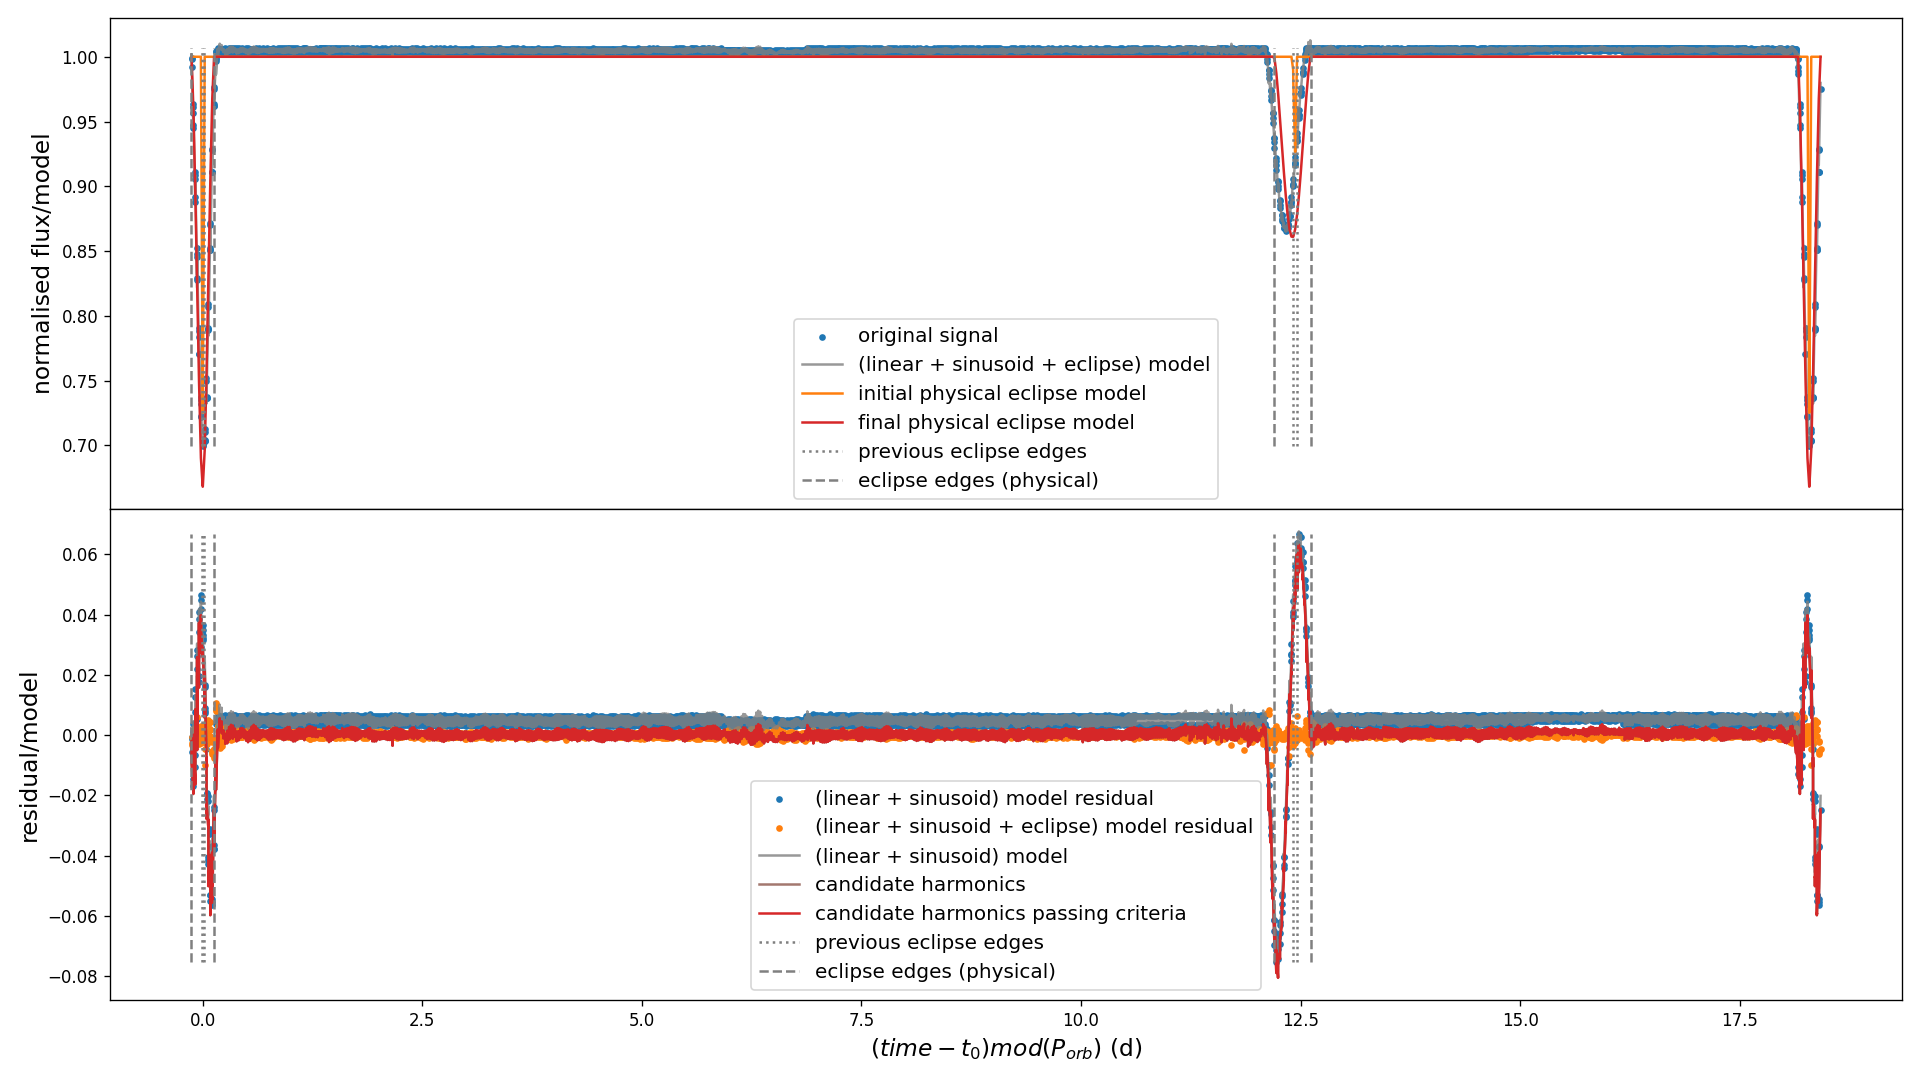 normalised flux/model
1.00
0.95
0.90
0.85
0.80
0.75
0.70
original signal
(linear + sinusoid + eclipse) model
initial physical eclipse model
final physical eclipse model
previous eclipse edges
eclipse edges (physical)
residual/model
0.06
0.04
0.02
0.00
−0.02
−0.04
−0.06
−0.08
(linear + sinusoid) model residual
(linear + sinusoid + eclipse) model residual
(linear + sinusoid) model
candidate harmonics
candidate harmonics passing criteria
previous eclipse edges
eclipse edges (physical)
0.0 2.5 5.0 7.5 10.0 12.5 15.0 17.5
(time − t₀)mod(P_orb) (d)